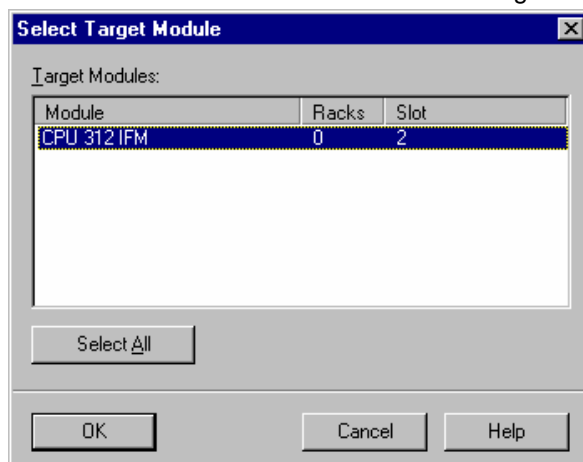 Select Target Module
Target Modules:
Module Racks Slot
CPU 312 IFM 0 2
Select All
OK Cancel Help